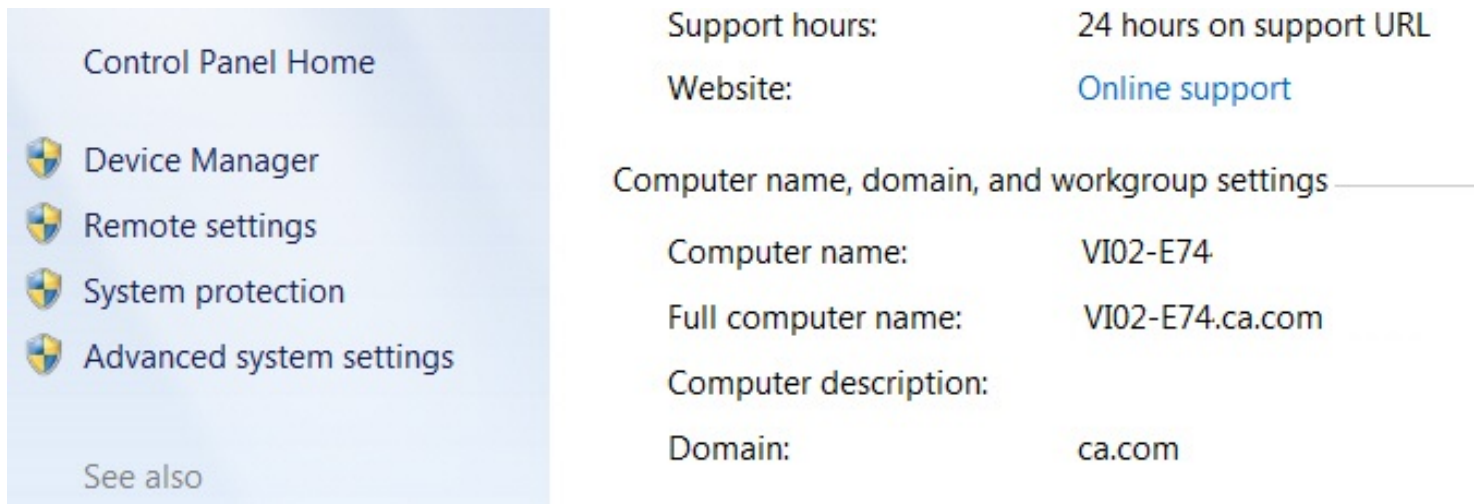 Control Panel Home
Device Manager
Remote settings
System protection
Advanced system settings
See also
Support hours: 24 hours on support URL
Website: Online support
Computer name, domain, and workgroup settings
Computer name: VI02-E74
Full computer name: VI02-E74.ca.com
Computer description:
Domain: ca.com